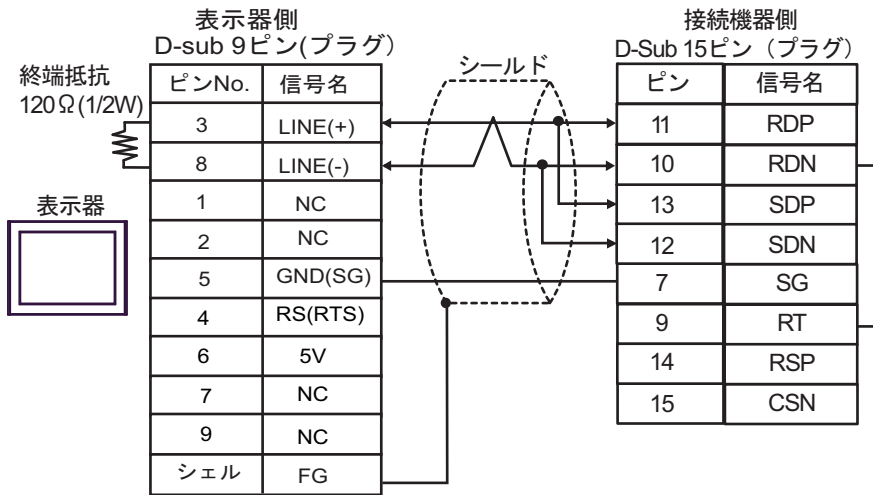 表示器側
D-sub 9ピン(プラグ)
接続機器側
D-Sub 15ピン（プラグ）
終端抵抗
120Ω(1/2W)
シールド
表示器
ピンNo. 信号名
3 LINE(+)
8 LINE(-)
1 NC
2 NC
5 GND(SG)
4 RS(RTS)
6 5V
7 NC
9 NC
シェル FG
ピン 信号名
11 RDP
10 RDN
13 SDP
12 SDN
7 SG
9 RT
14 RSP
15 CSN